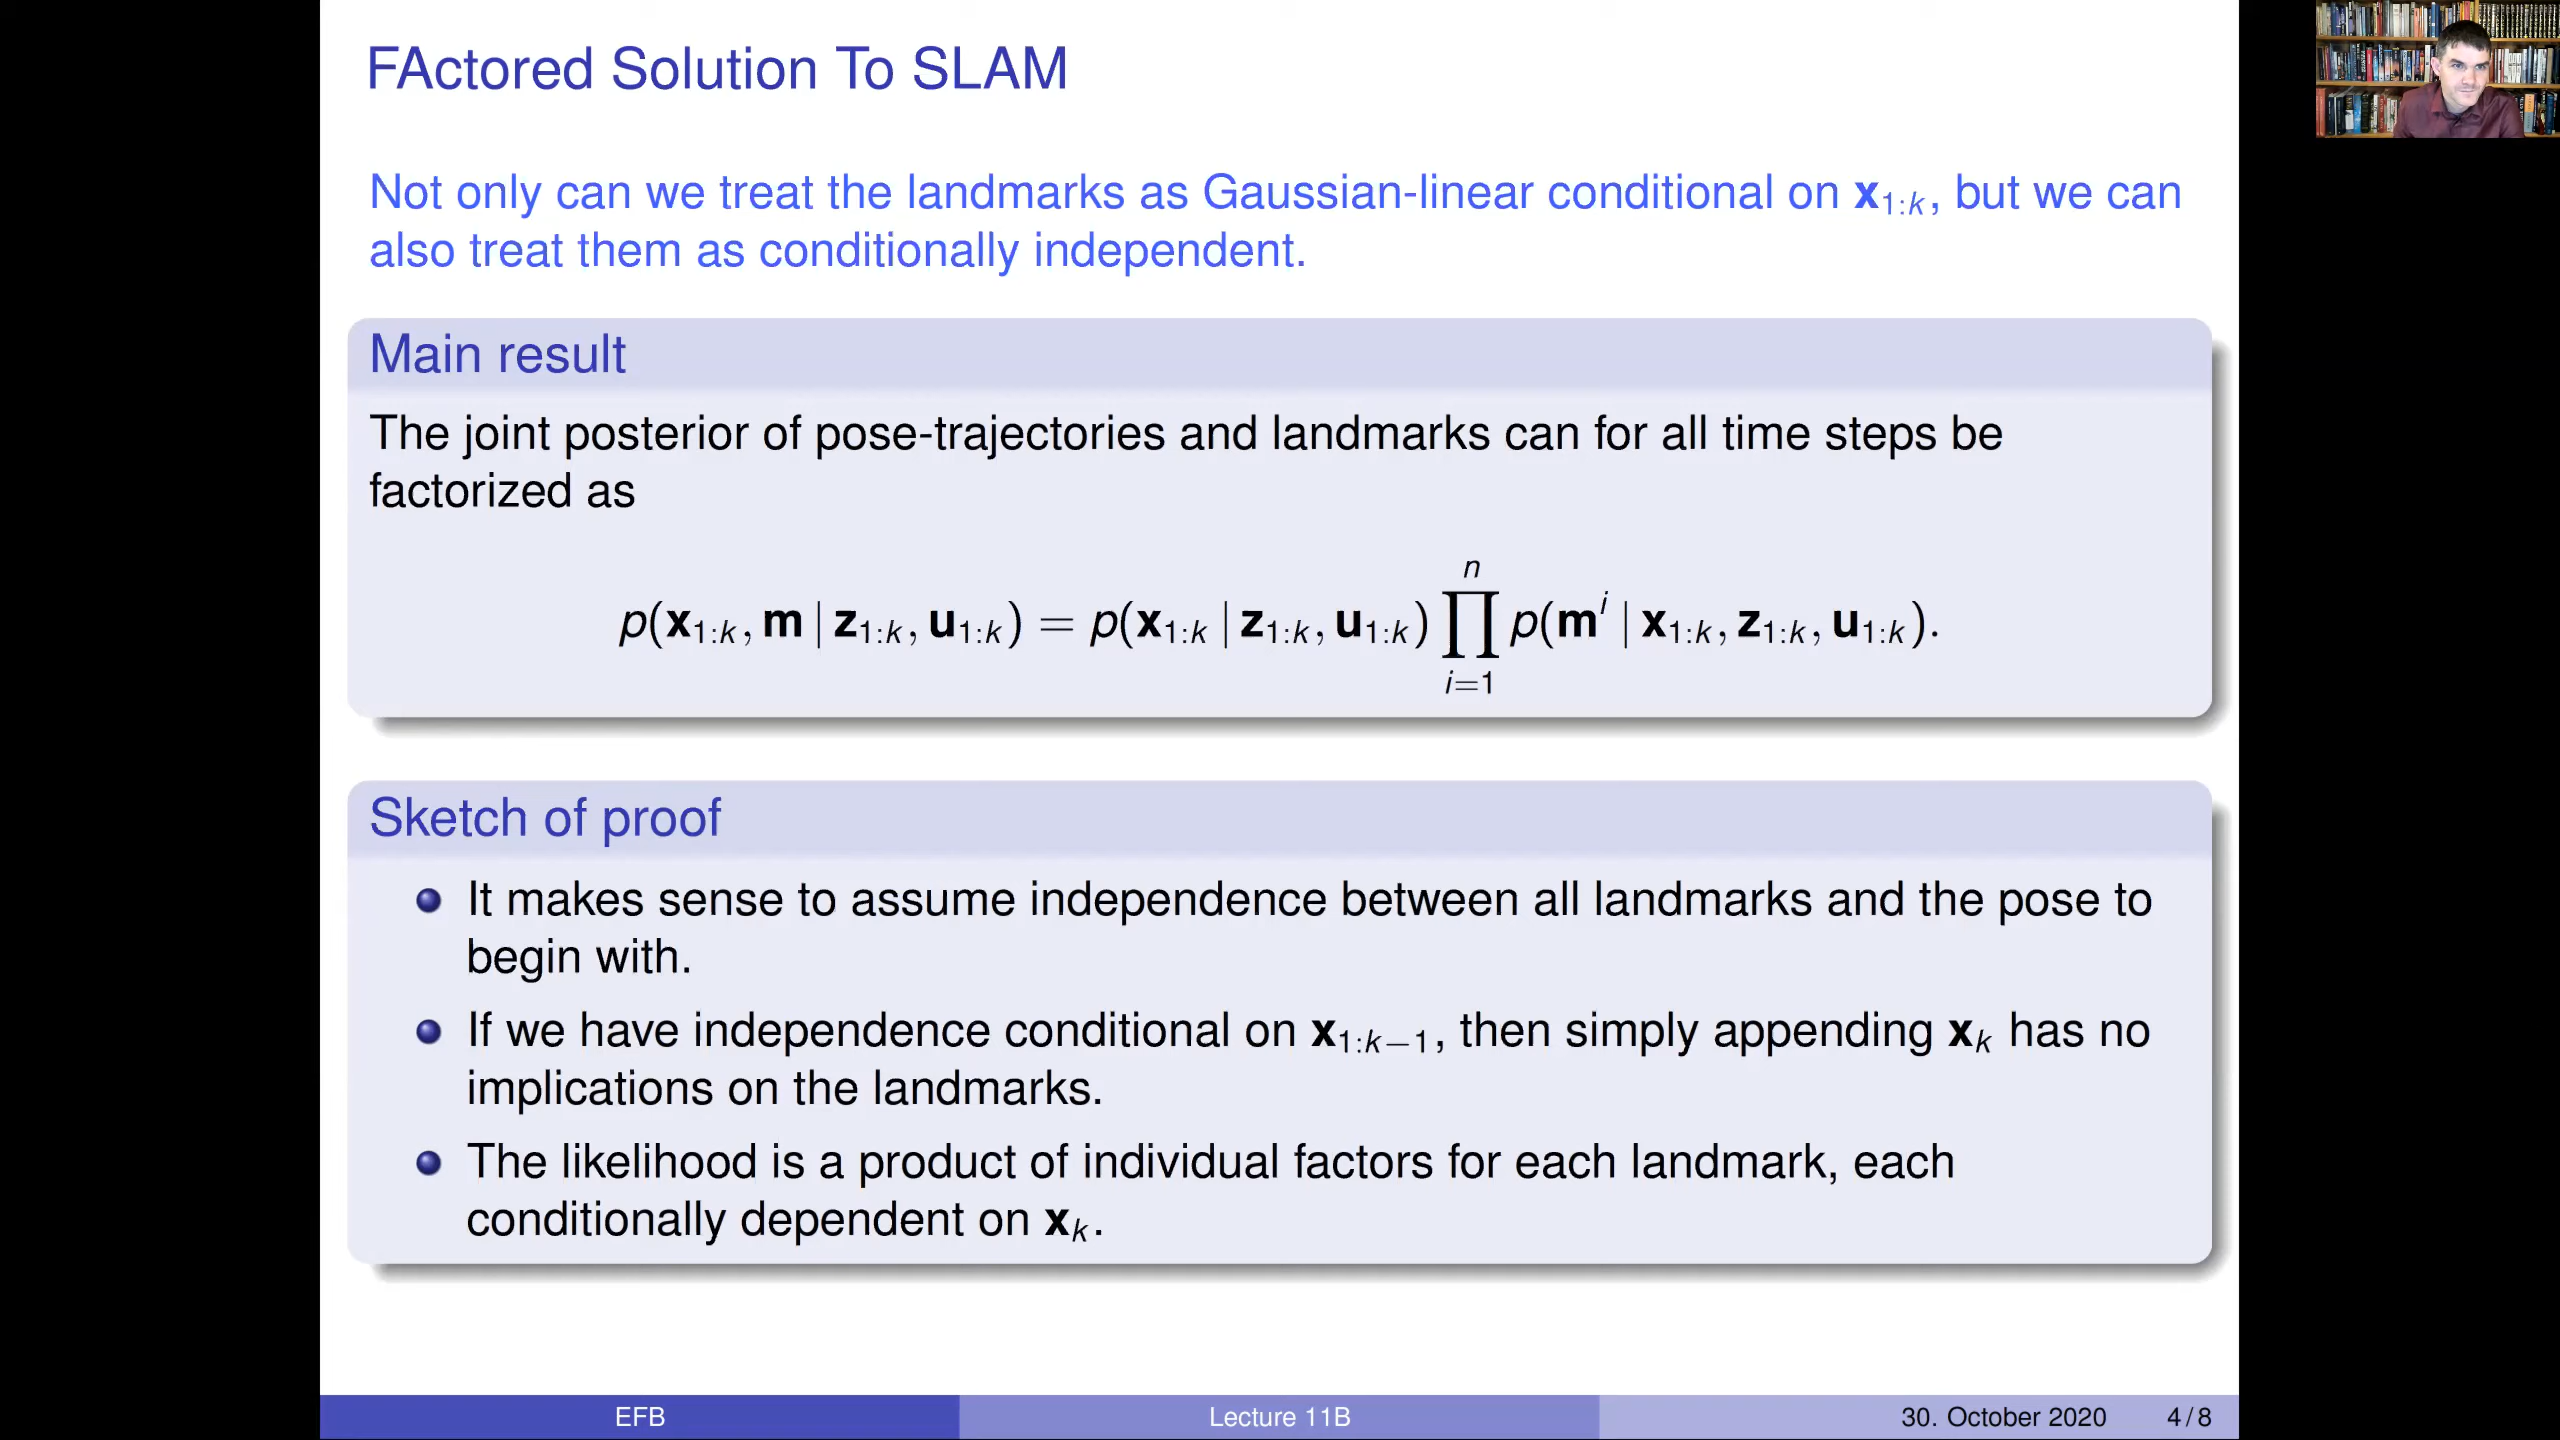 FActored Solution To SLAM
Not only can we treat the landmarks as Gaussian-linear conditional on x₁:ₖ, but we can
also treat them as conditionally independent.
Main result
The joint posterior of pose-trajectories and landmarks can for all time steps be
factorized as
p(x₁:ₖ, m | z₁:ₖ, u₁:ₖ) = p(x₁:ₖ | z₁:ₖ, u₁:ₖ) ∏ⁿᵢ₌₁ p(mⁱ | x₁:ₖ, z₁:ₖ, u₁:ₖ).
Sketch of proof
It makes sense to assume independence between all landmarks and the pose to
begin with.
If we have independence conditional on x₁:ₖ₋₁, then simply appending xₖ has no
implications on the landmarks.
The likelihood is a product of individual factors for each landmark, each
conditionally dependent on xₖ.
EFB Lecture 11B 30. October 2020 4/8